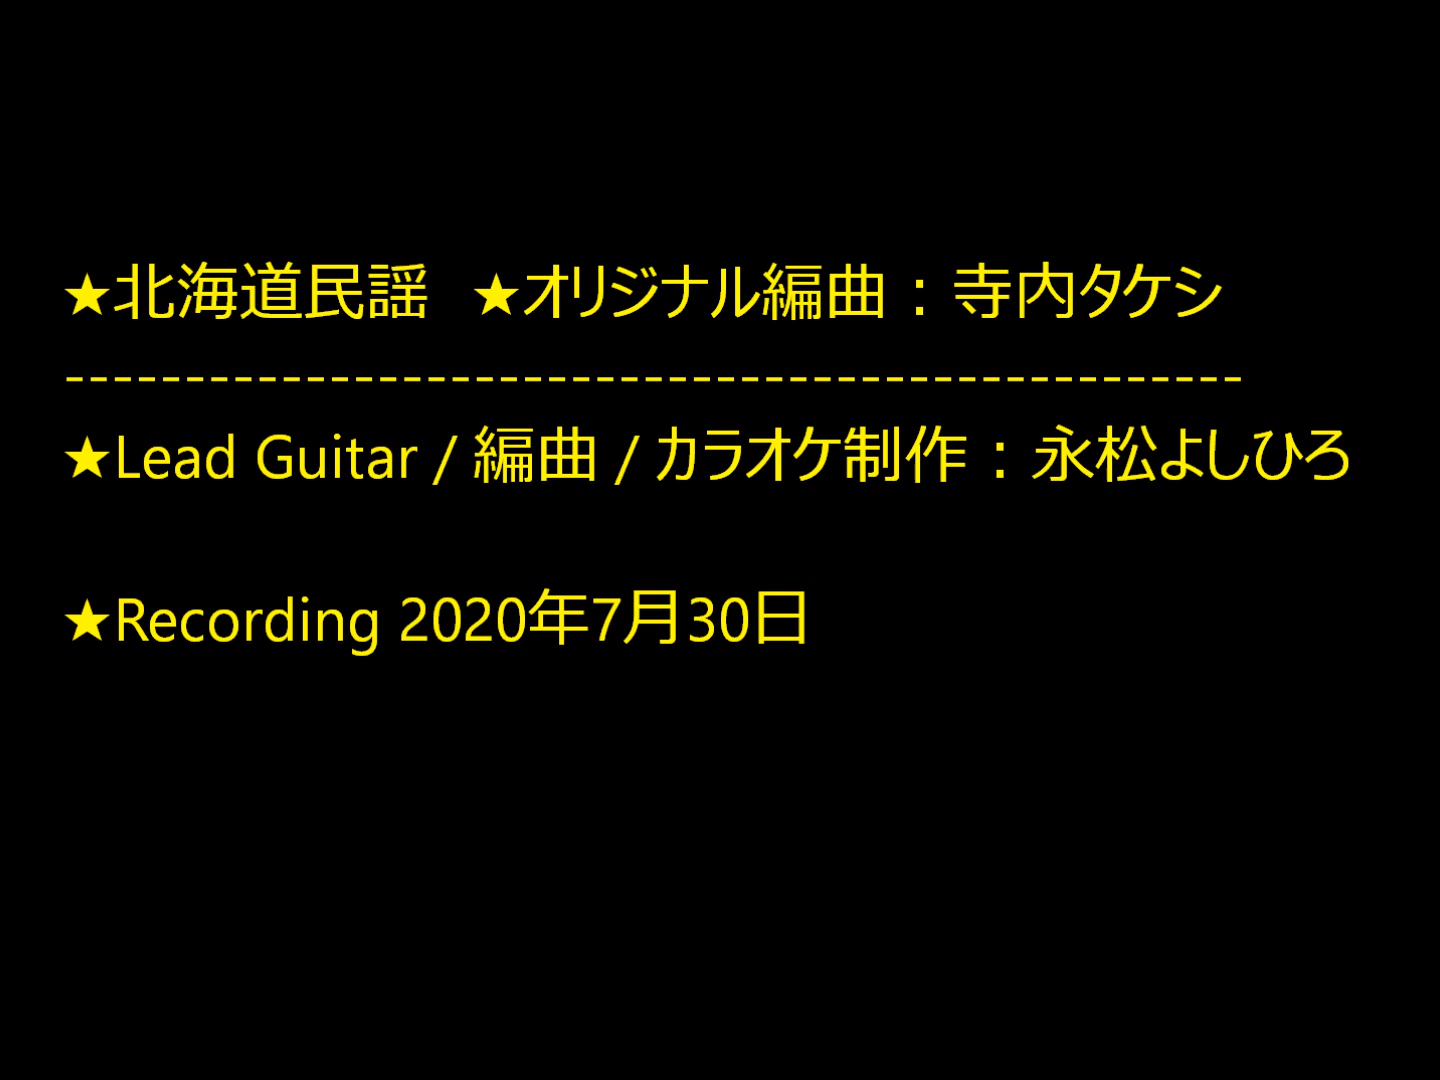 ★北海道民謡　★オリジナル編曲：寺内タケシ
-------------------------------------------------
★Lead Guitar / 編曲 / カラオケ制作：永松よしひろ
★Recording 2020年7月30日